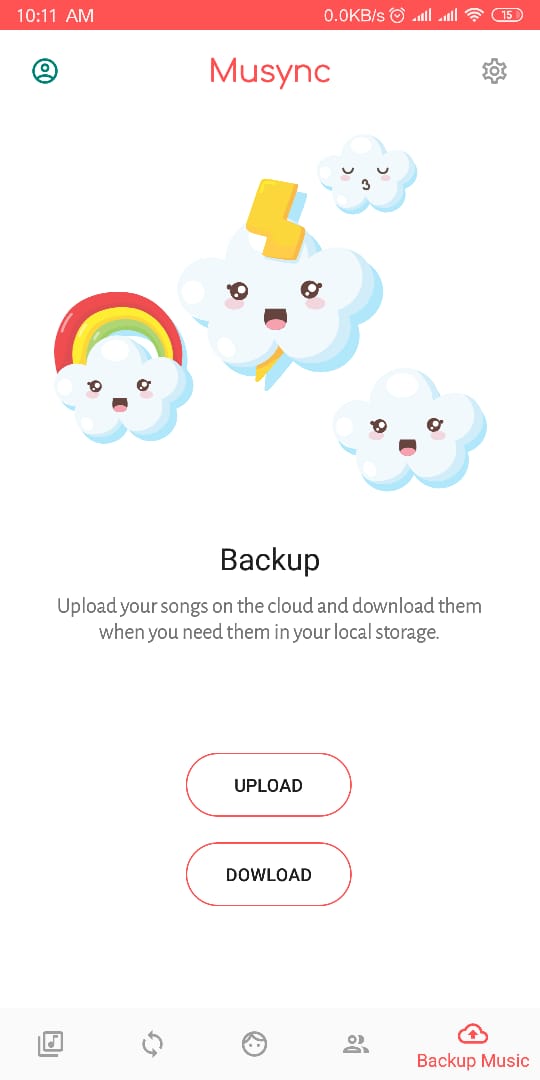 10:11 AM 0.0KB/s 15
Musync
Backup
Upload your songs on the cloud and download them
when you need them in your local storage.
UPLOAD
DOWLOAD
Backup Music